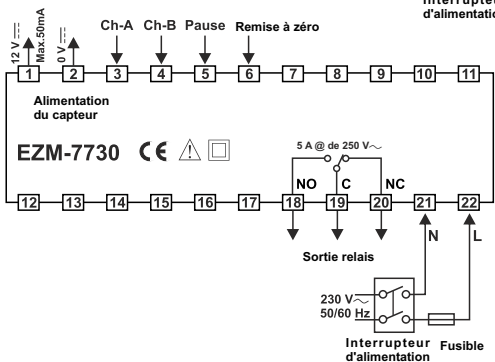 Interrupteur
d'alimentation
12 V
Max.50mA
0 V
Ch-A Ch-B Pause Remise à zéro
1 2 3 4 5 6 7 8 9 10 11
Alimentation
du capteur
EZM-7730 CE
5 A @ de 250 V~
NO C NC
12 13 14 15 16 17 18 19 20 21 22
N L
Sortie relais
230 V~
50/60 Hz
Interrupteur Fusible
d'alimentation